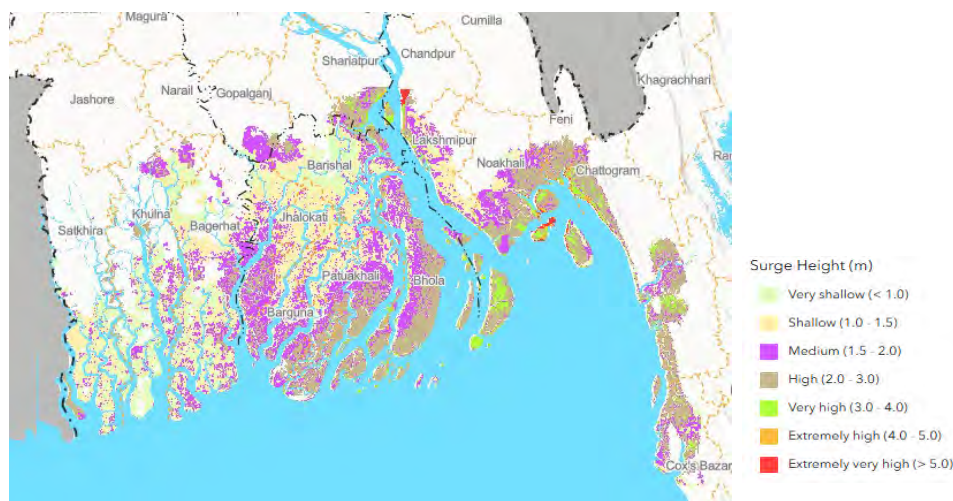 Magura
Cumilla
Shariatpur
Chandpur
Khagrachhari
Jashore
Narail
Gopalganj
Feni
Lakshmipur
Noakhali
Barishal
Chattogram
Khulna
Jhalokati
Satkhira
Bagerhat
Patuakhali
Bhola
Barguna
Cox's Bazar
Surge Height (m)
Very shallow (< 1.0)
Shallow (1.0 - 1.5)
Medium (1.5 - 2.0)
High (2.0 - 3.0)
Very high (3.0 - 4.0)
Extremely high (4.0 - 5.0)
Extremely very high (> 5.0)